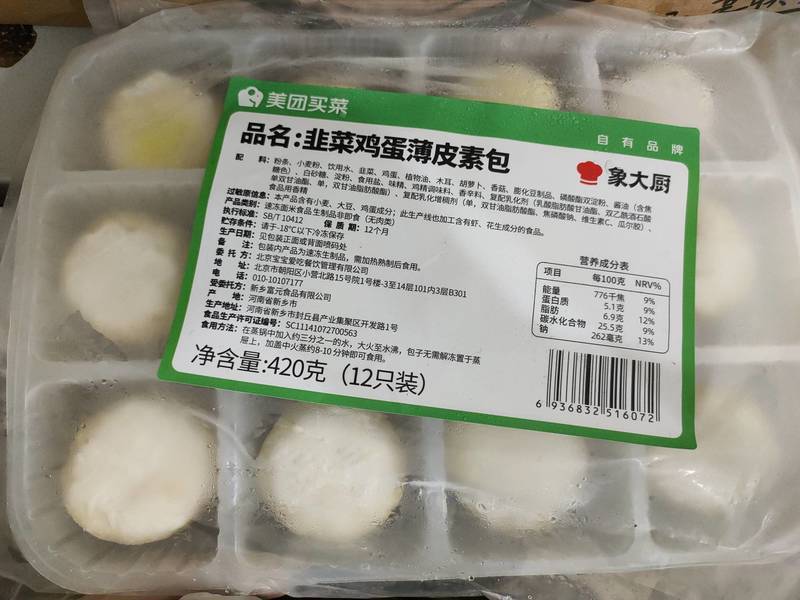 美团买菜
自有品牌
品名:韭菜鸡蛋薄皮素包
象大厨
配 料:粉条、小麦粉、饮用水、韭菜、鸡蛋、植物油、木耳、胡萝卜、香菇、膨化豆制品、磷酸酯双淀粉、酱油(含焦
糖色)、白砂糖、淀粉、食用盐、味精、鸡精调味料、香辛料、复配乳化剂(乳酸脂肪酸甘油酯、双乙酰酒石酸
单双甘油酯、单,双甘油脂肪酸酯)、复配乳化增稠剂(单,双甘油脂肪酸酯、焦磷酸钠、维生素C、瓜尔胶)、
食品用香精
过敏原信息:本产品含有小麦、大豆、鸡蛋成分;此生产线也加工含有虾、花生成分的食品。
产品类别:速冻面米食品生制品非即食(无肉类)
执行标准:SB/T 10412 保 质 期:12个月
贮存条件:请于-18°C以下冷冻保存
生产日期:见包装正面或背面喷码处
备 注:包装内产品为速冻生制品,需加热熟制后食用。
委 托 方:北京宝宝爱吃餐饮管理有限公司
地 址:北京市朝阳区小营北路15号院1号楼-3至14层101内3层B301
电 话:010-10107177
受委托方:新乡富元食品有限公司
产 地:河南省新乡市
生产地址:河南省新乡市封丘县产业集聚区开发路1号
食品生产许可证编号:SC11141072700563
食用方法:在蒸锅中加入约三分之一的水,大火至水沸,包子无需解冻置于蒸
屉上,加盖中火蒸约8-10分钟即可食用。
净含量:420克(12只装)
营养成分表
项目 每100克 NRV%
能量 776千焦 9%
蛋白质 5.1克 9%
脂肪 6.9克 12%
碳水化合物 25.5克 9%
钠 262毫克 13%
6 936832 516072